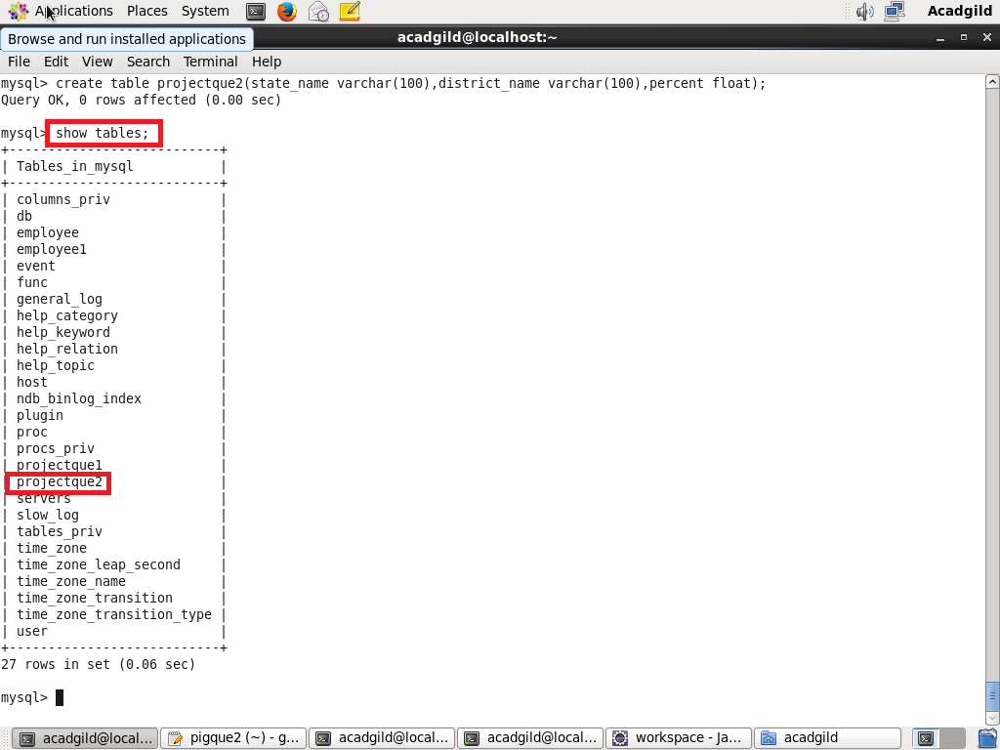 Applications Places System Acadgild
Browse and run installed applications
acadgild@localhost:~
File Edit View Search Terminal Help
mysql> create table projectque2(state_name varchar(100),district_name varchar(100),percent float);
Query OK, 0 rows affected (0.00 sec)
mysql> show tables;
+---------------------------+
| Tables_in_mysql |
+---------------------------+
| columns_priv |
| db |
| employee |
| employee1 |
| event |
| func |
| general_log |
| help_category |
| help_keyword |
| help_relation |
| help_topic |
| host |
| ndb_binlog_index |
| plugin |
| proc |
| procs_priv |
| projectque1 |
| projectque2 |
| servers |
| slow_log |
| tables_priv |
| time_zone |
| time_zone_leap_second |
| time_zone_name |
| time_zone_transition |
| time_zone_transition_type |
| user |
+---------------------------+
27 rows in set (0.06 sec)
mysql>
acadgild@local... pigque2 (~) - g... acadgild@local... acadgild@local... workspace - Ja... acadgild